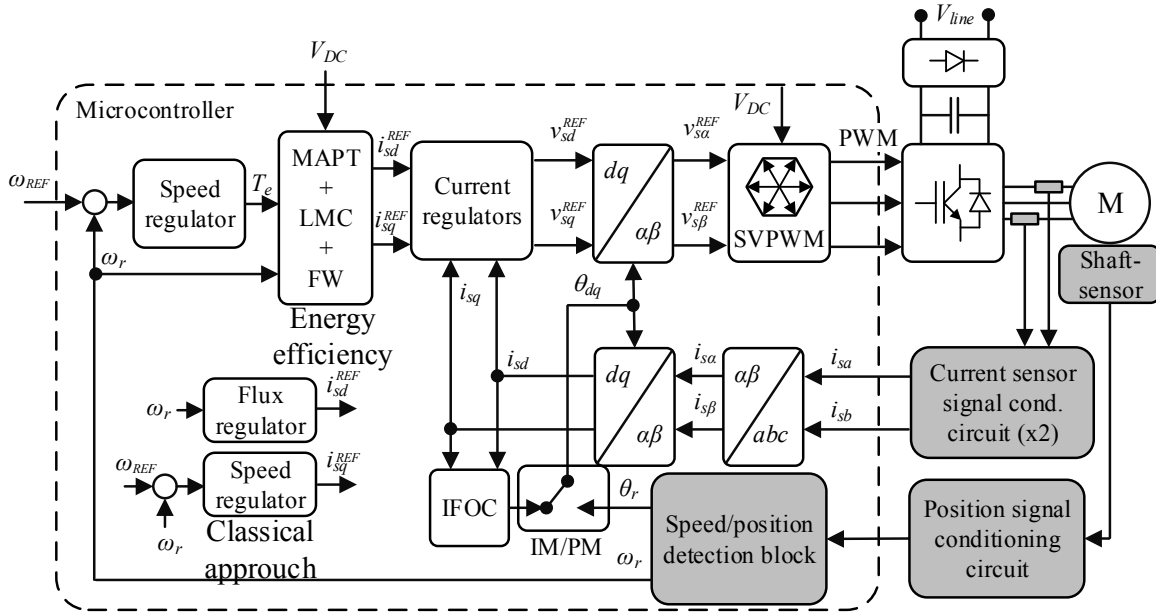 V_line
V_DC
Microcontroller
V_DC
ω_REF
Speed
regulator
T_e
MAPT
+
LMC
+
FW
i_sd^REF
i_sq^REF
Current
regulators
v_sd^REF
v_sq^REF
dq
αβ
v_sα^REF
v_sβ^REF
SVPWM
PWM
M
Shaft-
sensor
ω_r
Energy
efficiency
i_sq
i_sd
θ_dq
dq
αβ
i_sα
i_sβ
αβ
abc
i_sa
i_sb
Current sensor
signal cond.
circuit (x2)
ω_r
Flux
regulator
i_sd^REF
ω_REF
ω_r
Speed
regulator
i_sq^REF
Classical
approuch
IFOC
IM/PM
θ_r
ω_r
Speed/position
detection block
Position signal
conditioning
circuit